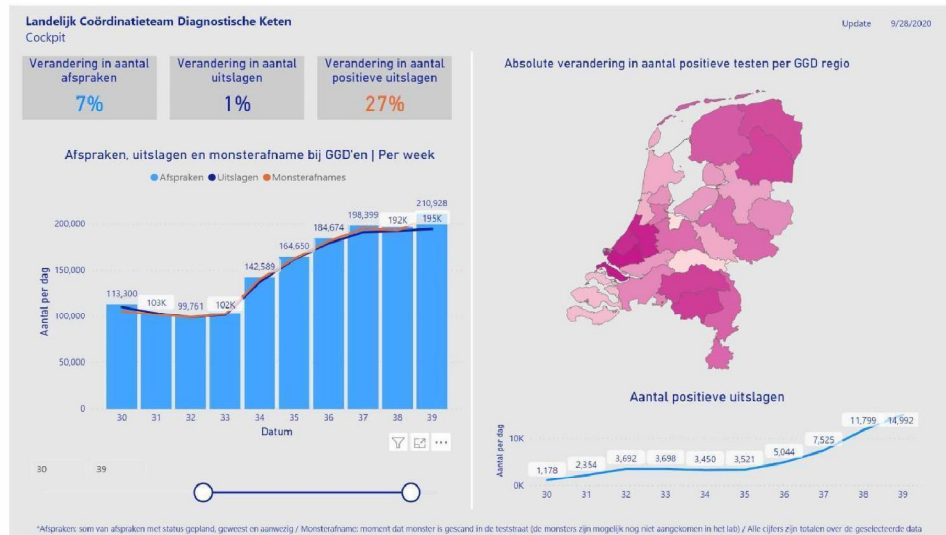 Landelijk Coördinatieteam Diagnostische Keten
Cockpit
Update 9/28/2020
Verandering in aantal
afspraken
7%
Verandering in aantal
uitslagen
1%
Verandering in aantal
positieve uitslagen
27%
Afspraken, uitslagen en monsterafname bij GGD'en | Per week
Afspraken Uitslagen Monsterafnames
Aantal per dag
200,000
150,000
100,000
50,000
0
113,300
103K
99,761
102K
142,589
164,650
184,674
198,399
192K
210,928
195K
30 31 32 33 34 35 36 37 38 39
Datum
30 39
Absolute verandering in aantal positieve testen per GGD regio
Aantal positieve uitslagen
Aantal per dag
10K
0K
1,178
2,354
3,692
3,698
3,450
3,521
5,044
7,525
11,799
14,992
30 31 32 33 34 35 36 37 38 39
*Afspraken: som van afspraken met status gepland, geweest en aanwezig / Monsterafname: moment dat monster is gescand in de teststraat (de monsters zijn mogelijk nog niet aangekomen in het lab) / Alle cijfers zijn totalen over de geselecteerde data